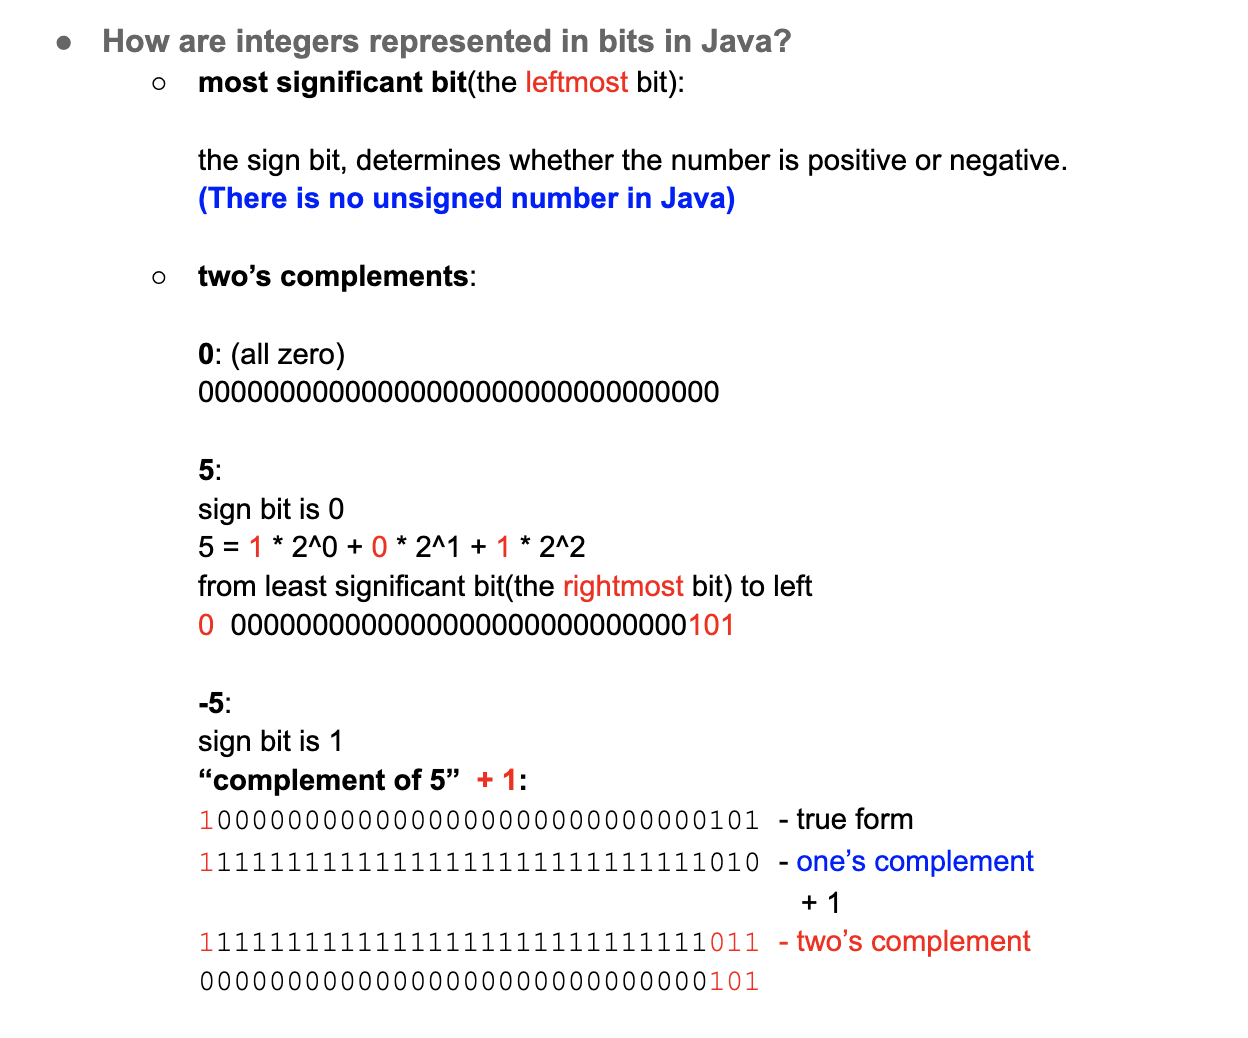 ● How are integers represented in bits in Java?
○ most significant bit(the leftmost bit):
the sign bit, determines whether the number is positive or negative.
(There is no unsigned number in Java)
○ two’s complements:
0: (all zero)
00000000000000000000000000000000
5:
sign bit is 0
5 = 1 * 2^0 + 0 * 2^1 + 1 * 2^2
from least significant bit(the rightmost bit) to left
0 0000000000000000000000000000101
-5:
sign bit is 1
“complement of 5” + 1:
10000000000000000000000000000101 - true form
11111111111111111111111111111010 - one’s complement
+ 1
11111111111111111111111111111011 - two’s complement
00000000000000000000000000000101